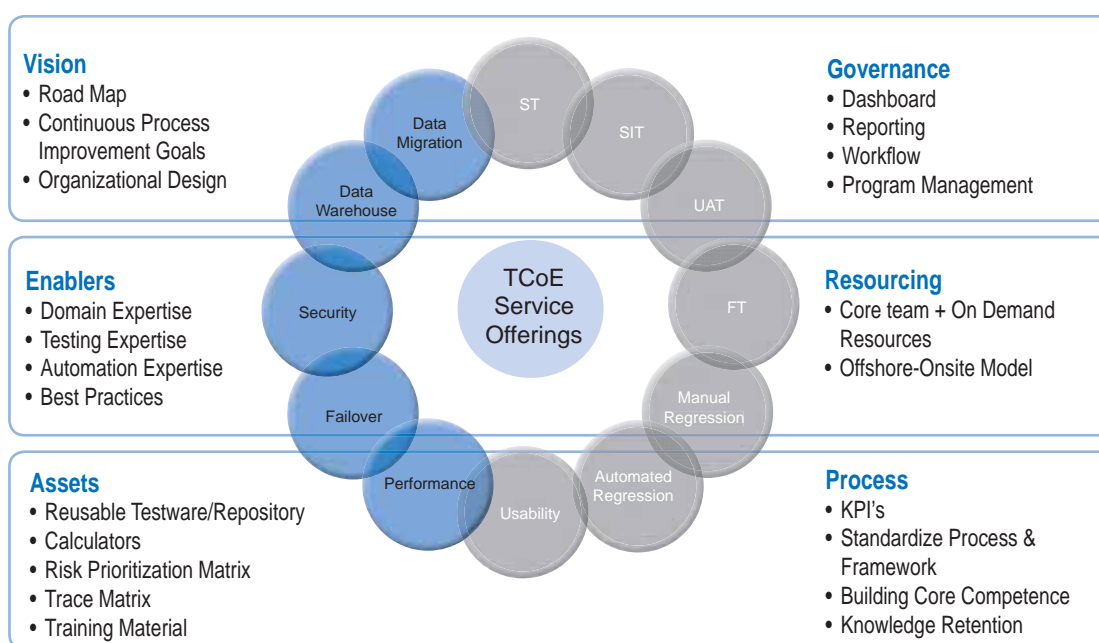 Vision
• Road Map
• Continuous Process
Improvement Goals
• Organizational Design
Governance
• Dashboard
• Reporting
• Workflow
• Program Management
Enablers
• Domain Expertise
• Testing Expertise
• Automation Expertise
• Best Practices
Resourcing
• Core team + On Demand
Resources
• Offshore-Onsite Model
Assets
• Reusable Testware/Repository
• Calculators
• Risk Prioritization Matrix
• Trace Matrix
• Training Material
Process
• KPI's
• Standardize Process &
Framework
• Building Core Competence
• Knowledge Retention
TCoE
Service
Offerings
ST
SIT
UAT
FT
Manual
Regression
Automated
Regression
Usability
Performance
Failover
Security
Data
Warehouse
Data
Migration